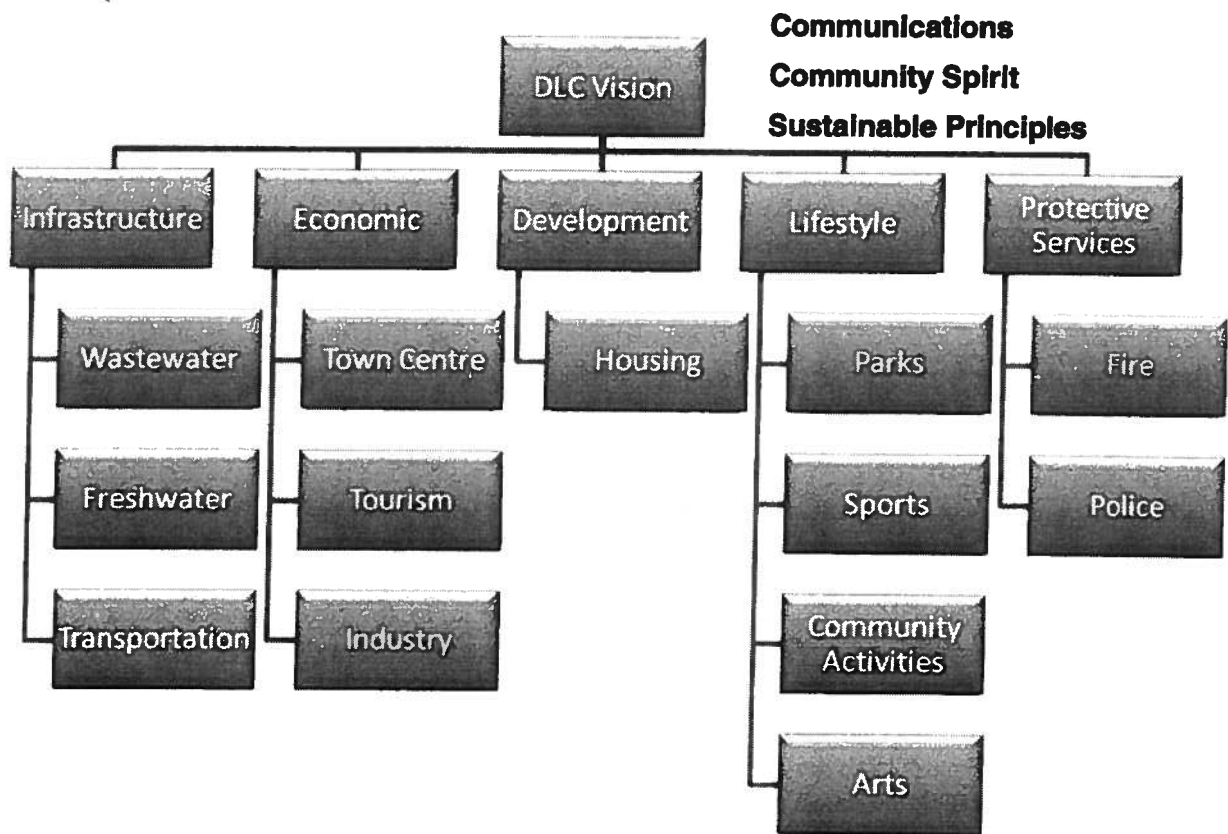 Communications
Community Spirit
Sustainable Principles
DLC Vision
Infrastructure
Economic
Development
Lifestyle
Protective
Services
Wastewater
Town Centre
Housing
Parks
Fire
Freshwater
Tourism
Sports
Police
Transportation
Industry
Community
Activities
Arts